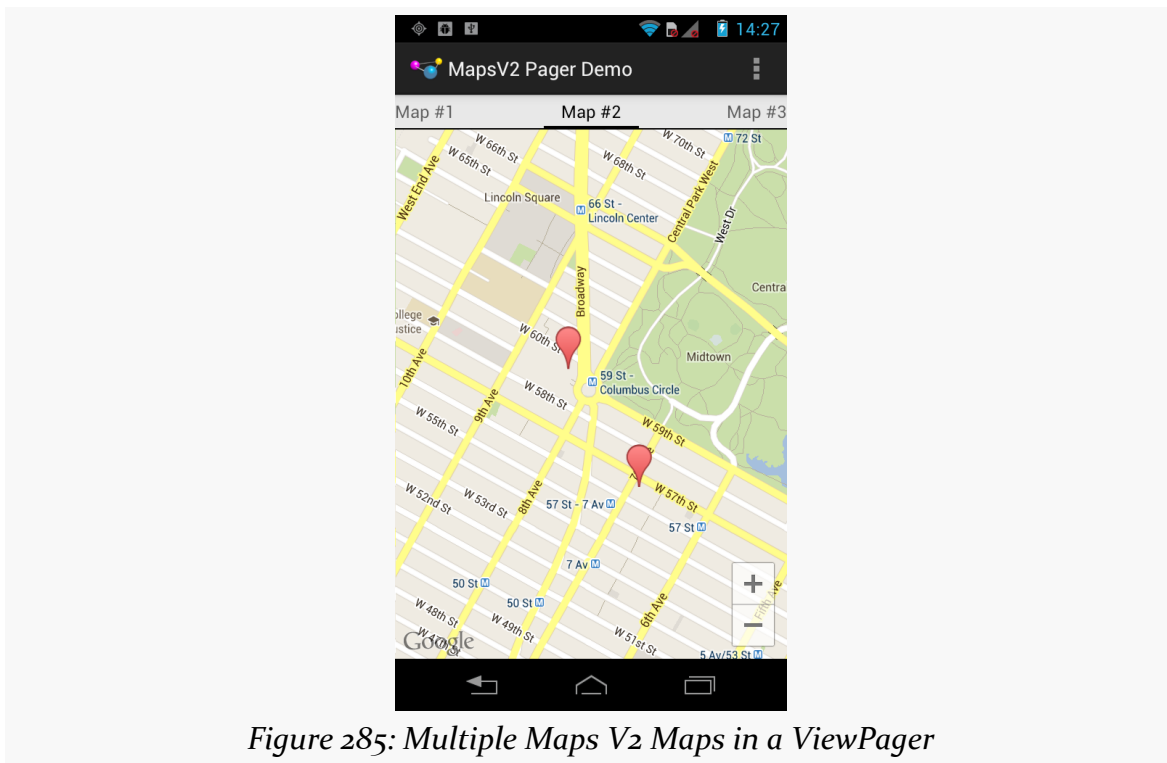 14:27
MapsV2 Pager Demo
Map #1
Map #2
Map #3
W 70th St
72 St
W 66th St
W 65th St
W 68th St
West End Ave
Central Park West
Lincoln Square
66 St -
Lincoln Center
West Dr
Broadway
Centra
ollege
ustice
W 60th St
Midtown
10th Ave
59 St -
Columbus Circle
W 58th St
9th Ave
W 55th St
W 59th St
W 57th St
W 52nd St
W 53rd St
8th Ave
57 St - 7 Av
57 St
7 Av
50 St
50 St
6th Ave
Fifth Ave
W 48th St
W 49th St
W 51st St
Google
5 Av/53 St
Figure 285: Multiple Maps V2 Maps in a ViewPager